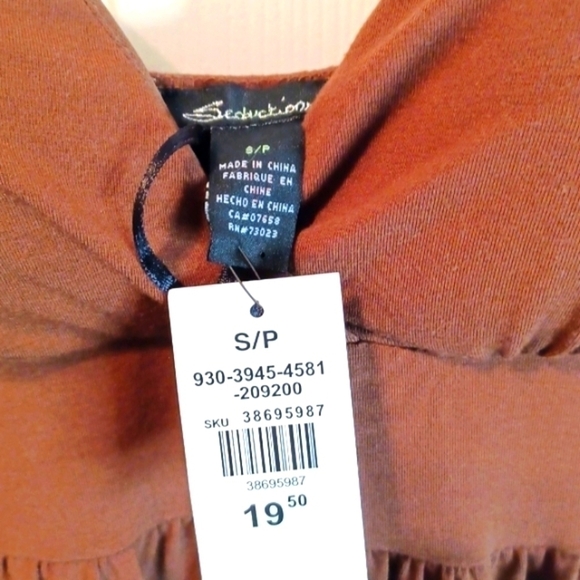 Seductions
S/P
MADE IN CHINA
FABRIQUE EN
CHINE
HECHO EN CHINA
CA#07658
RN#73023
S/P
930-3945-4581
-209200
SKU 38695987
38695987
19 50